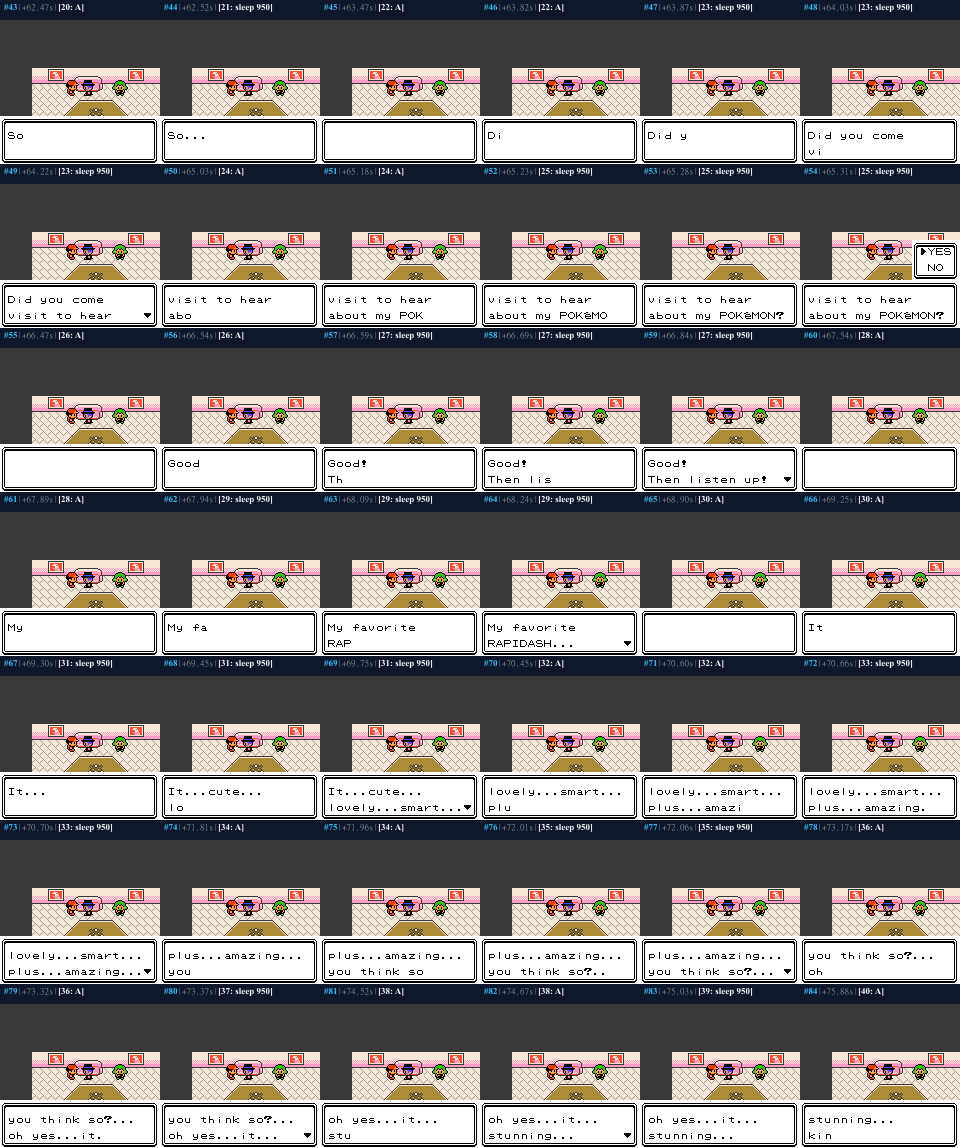 #43|+62.47s| [20: A]
So
#44|+62.52s| [21: sleep 950]
So...
#45|+63.47s| [22: A]
#46|+63.82s| [22: A]
Di
#47|+63.87s| [23: sleep 950]
Did y
#48|+64.03s| [23: sleep 950]
Did you come
vi
#49|+64.22s| [23: sleep 950]
Did you come
visit to hear
#50|+65.03s| [24: A]
visit to hear
abo
#51|+65.18s| [24: A]
visit to hear
about my POK
#52|+65.23s| [25: sleep 950]
visit to hear
about my POKéMO
#53|+65.28s| [25: sleep 950]
visit to hear
about my POKéMON?
#54|+65.31s| [25: sleep 950]
YES
NO
visit to hear
about my POKéMON?
#55|+66.47s| [26: A]
#56|+66.54s| [26: A]
Good
#57|+66.59s| [27: sleep 950]
Good!
Th
#58|+66.69s| [27: sleep 950]
Good!
Then lis
#59|+66.84s| [27: sleep 950]
Good!
Then listen up!
#60|+67.54s| [28: A]
#61|+67.89s| [28: A]
My
#62|+67.94s| [29: sleep 950]
My fa
#63|+68.09s| [29: sleep 950]
My favorite
RAP
#64|+68.24s| [29: sleep 950]
My favorite
RAPIDASH...
#65|+68.90s| [30: A]
#66|+69.25s| [30: A]
It
#67|+69.30s| [31: sleep 950]
It...
#68|+69.45s| [31: sleep 950]
It...cute...
lo
#69|+69.75s| [31: sleep 950]
It...cute...
lovely...smart...
#70|+70.45s| [32: A]
lovely...smart...
plu
#71|+70.60s| [32: A]
lovely...smart...
plus...amazi
#72|+70.66s| [33: sleep 950]
lovely...smart...
plus...amazing.
#73|+70.70s| [33: sleep 950]
lovely...smart...
plus...amazing...
#74|+71.81s| [34: A]
plus...amazing...
you
#75|+71.96s| [34: A]
plus...amazing...
you think so
#76|+72.01s| [35: sleep 950]
plus...amazing...
you think so?..
#77|+72.06s| [35: sleep 950]
plus...amazing...
you think so?...
#78|+73.17s| [36: A]
you think so?...
oh
#79|+73.32s| [36: A]
you think so?...
oh yes...it.
#80|+73.37s| [37: sleep 950]
you think so?...
oh yes...it...
#81|+74.52s| [38: A]
oh yes...it...
stu
#82|+74.67s| [38: A]
oh yes...it...
stunning...
#83|+75.03s| [39: sleep 950]
oh yes...it...
stunning...
#84|+75.88s| [40: A]
stunning...
kin